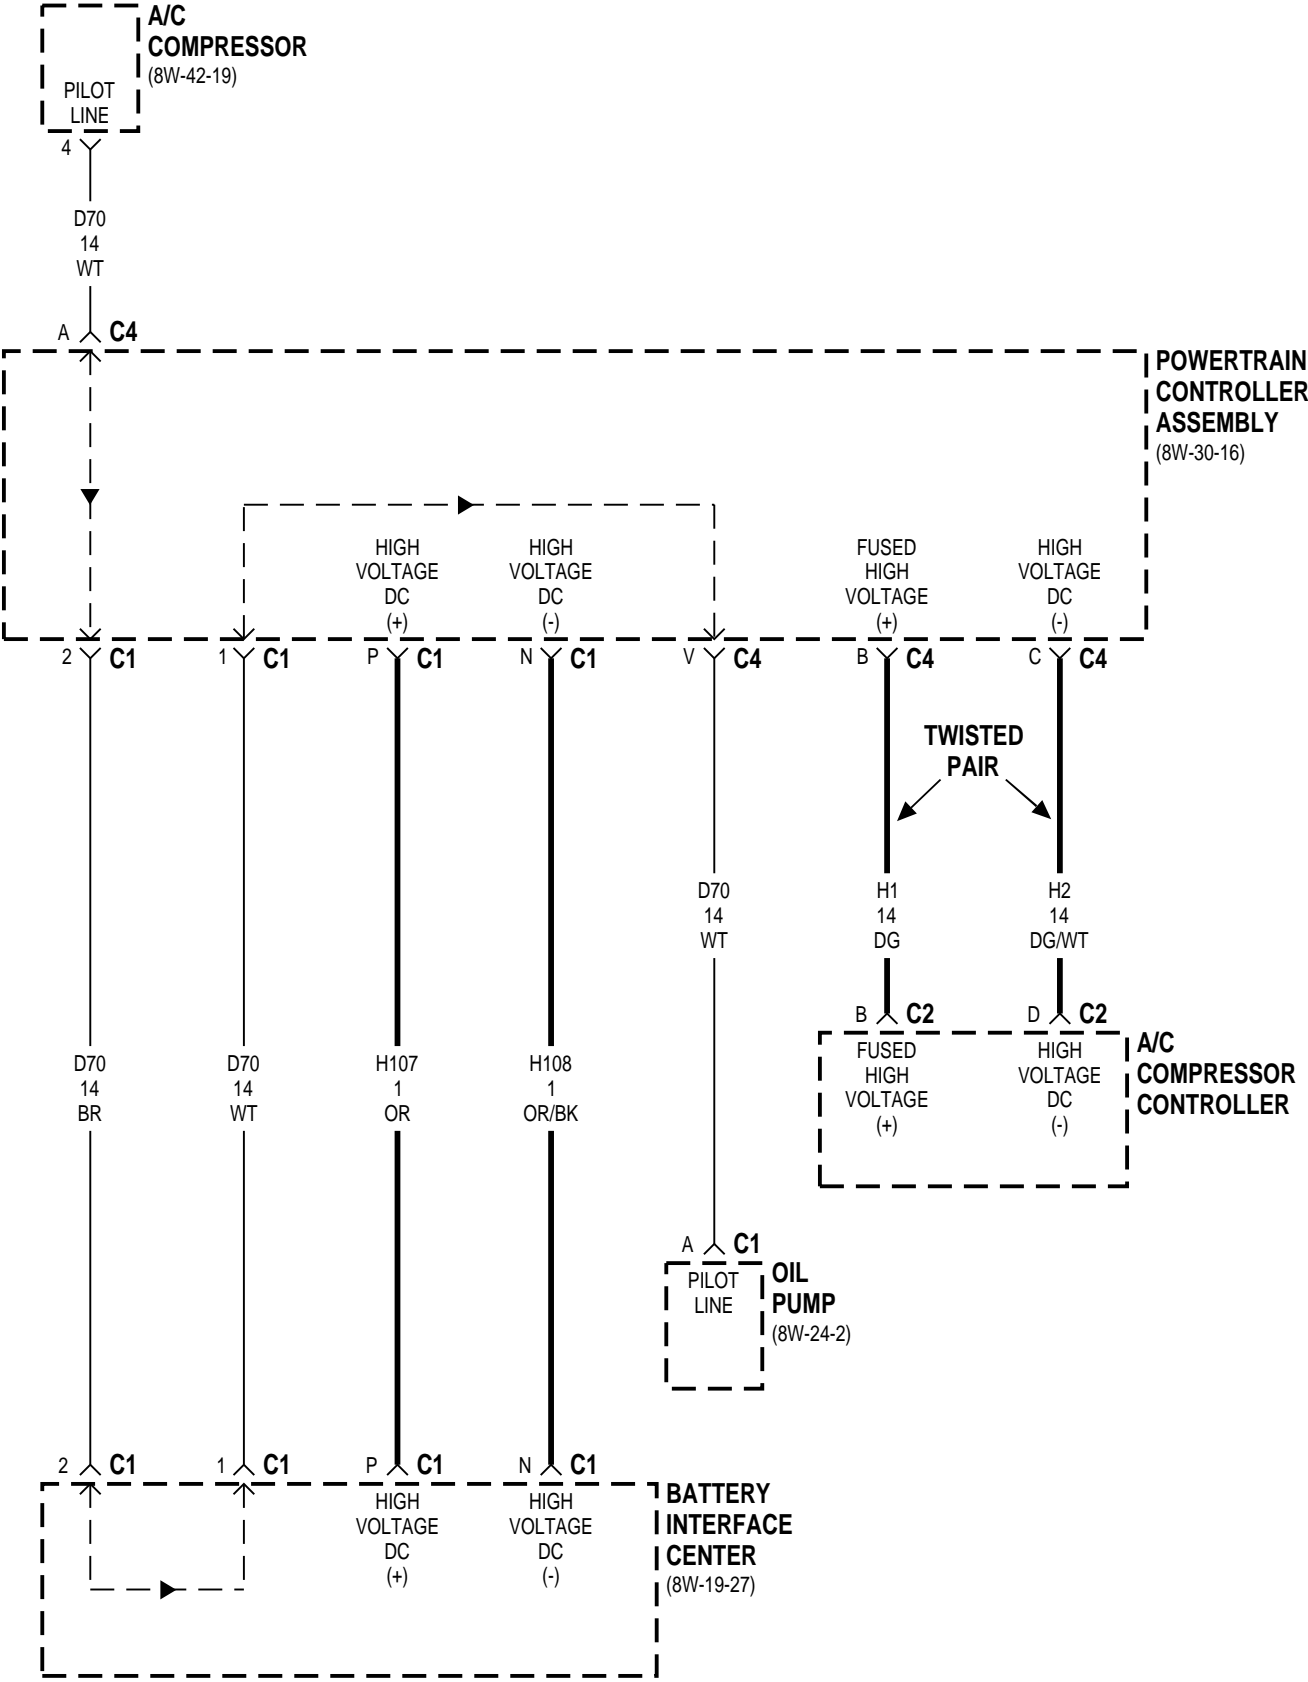 A/C
COMPRESSOR
(8W-42-19)
PILOT
LINE
4
D70
14
WT
A C4
POWERTRAIN
CONTROLLER
ASSEMBLY
(8W-30-16)
HIGH
VOLTAGE
DC
(+)
HIGH
VOLTAGE
DC
(-)
FUSED
HIGH
VOLTAGE
(+)
HIGH
VOLTAGE
DC
(-)
2 C1
1 C1
P C1
N C1
V C4
B C4
C C4
TWISTED
PAIR
D70
14
WT
H1
14
DG
H2
14
DG/WT
B C2
D C2
A/C
COMPRESSOR
CONTROLLER
FUSED
HIGH
VOLTAGE
(+)
HIGH
VOLTAGE
DC
(-)
D70
14
BR
D70
14
WT
H107
1
OR
H108
1
OR/BK
A C1
OIL
PUMP
(8W-24-2)
PILOT
LINE
2 C1
1 C1
P C1
N C1
BATTERY
INTERFACE
CENTER
(8W-19-27)
HIGH
VOLTAGE
DC
(+)
HIGH
VOLTAGE
DC
(-)